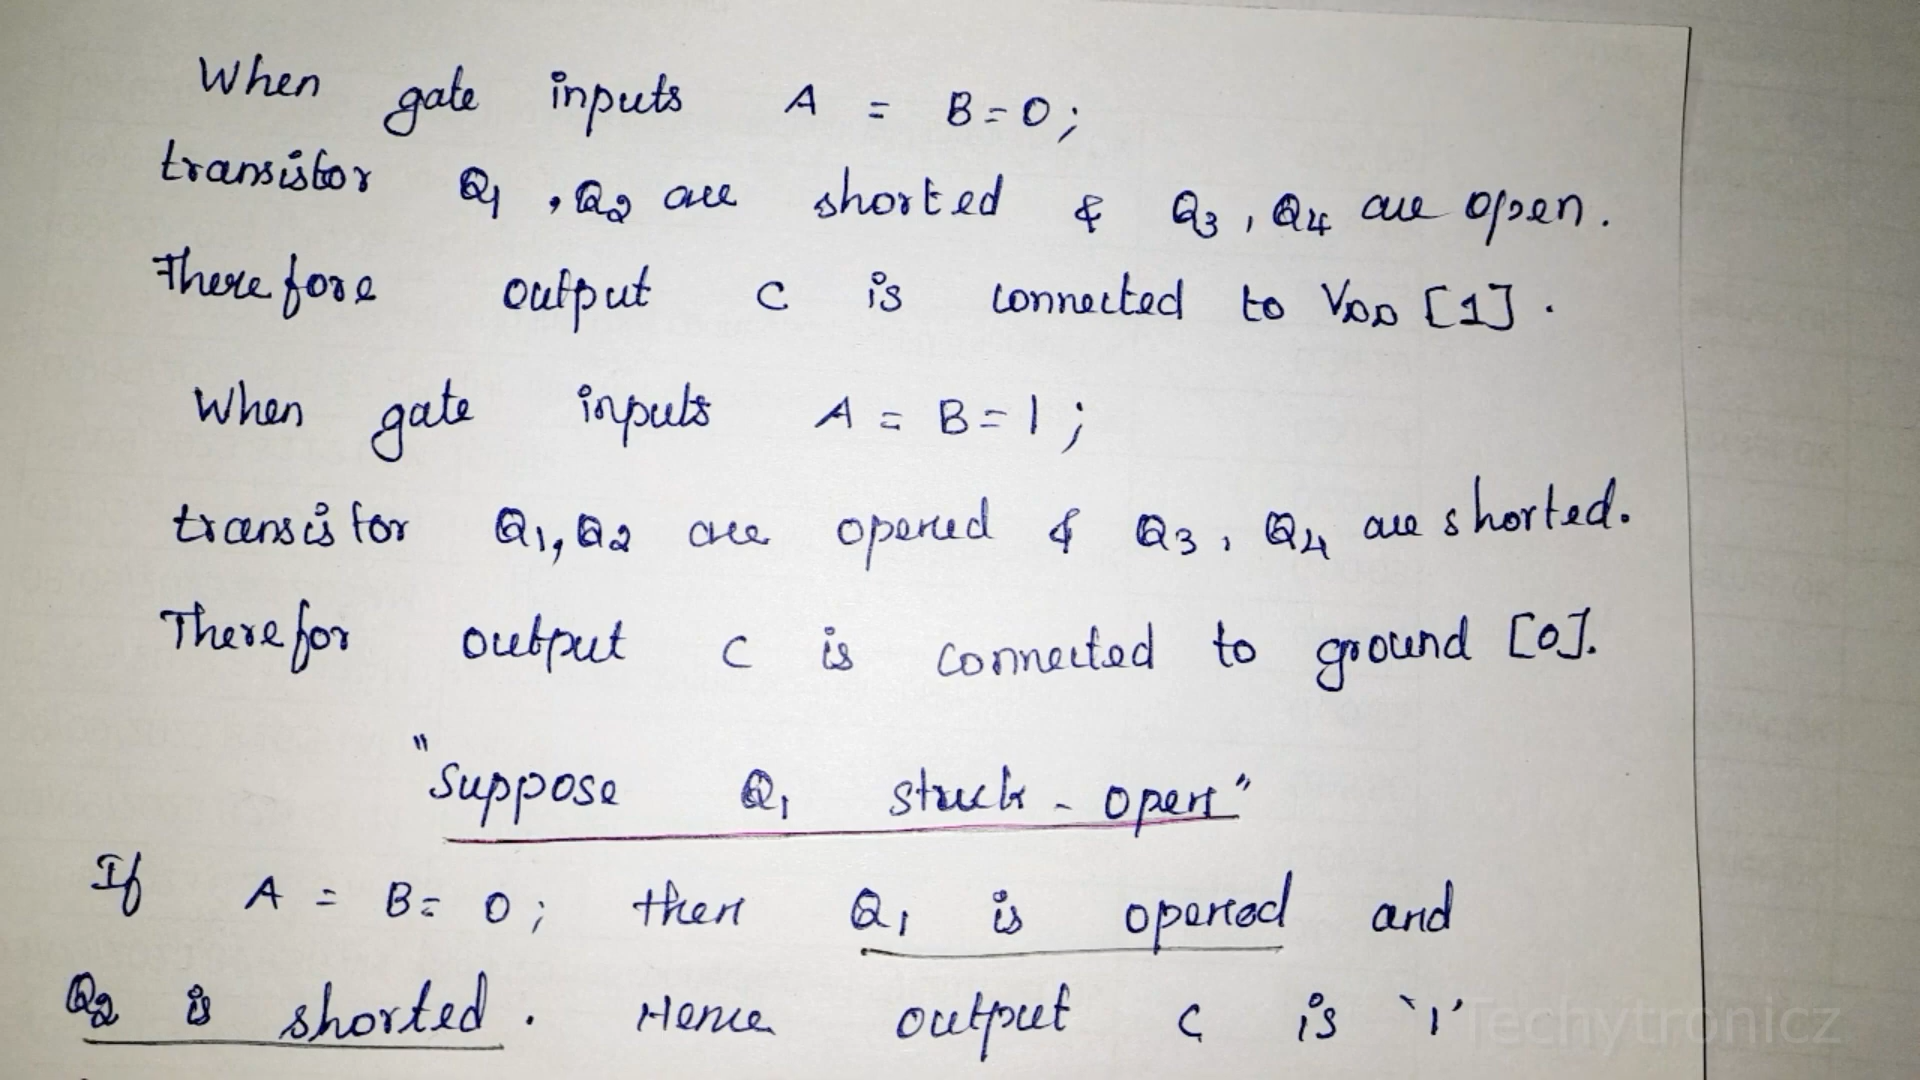 When gate inputs A = B=0;
transistor Q1, Q2 are shorted & Q3, Q4 are open.
Therefore output C is connected to VDD [1].
When gate inputs A = B=1;
transistor Q1, Q2 are opened & Q3, Q4 are shorted.
Therefor output C is connected to ground [0].
"Suppose Q1 stuck-open"
If A = B= 0; then Q1 is opened and
Q2 is shorted. Hence output C is '1'
Techytronicz